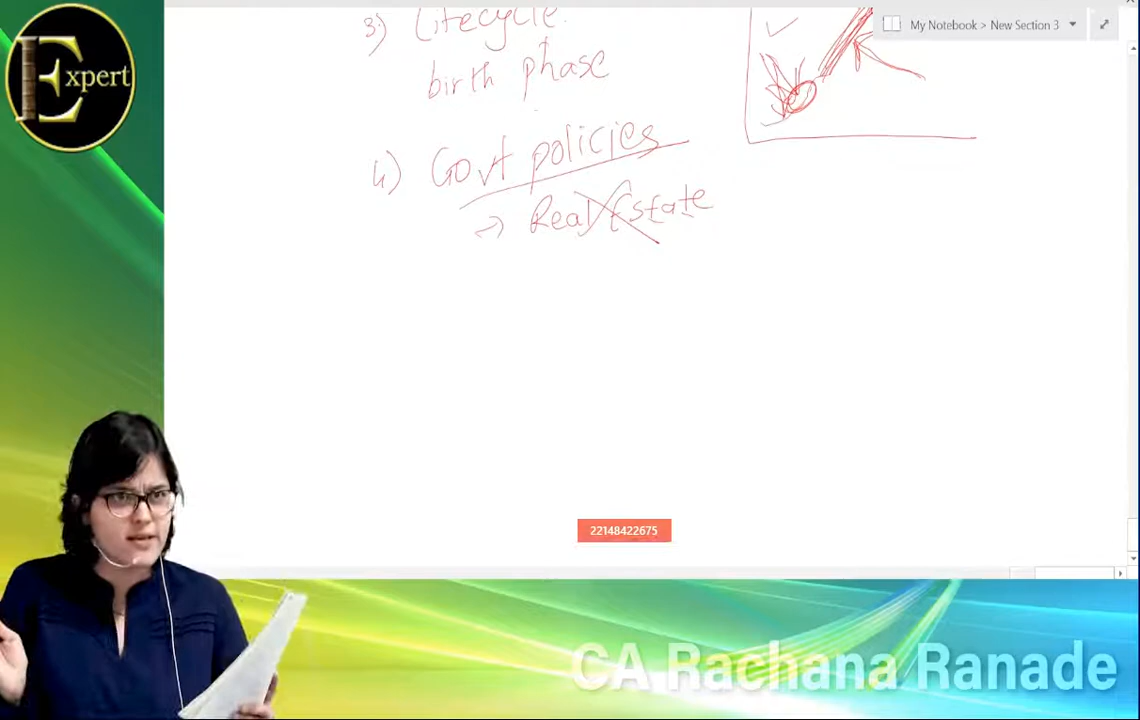 3) Lifecycle.
birth phase
4) Govt policies
→ Real Estate
My Notebook > New Section 3
Expert
22148422675
CA Rachana Ranade